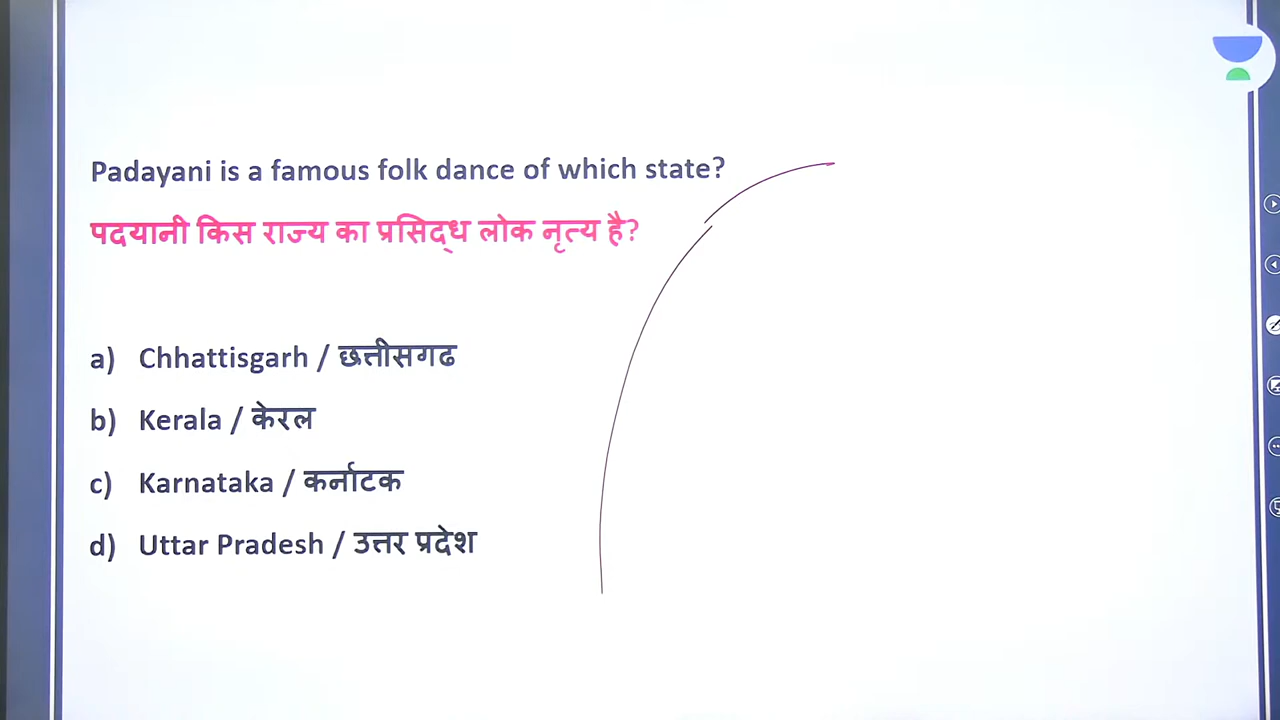 Padayani is a famous folk dance of which state?
पदयानी किस राज्य का प्रसिद्ध लोक नृत्य है?
a) Chhattisgarh / छत्तीसगढ
b) Kerala / केरल
c) Karnataka / कर्नाटक
d) Uttar Pradesh / उत्तर प्रदेश